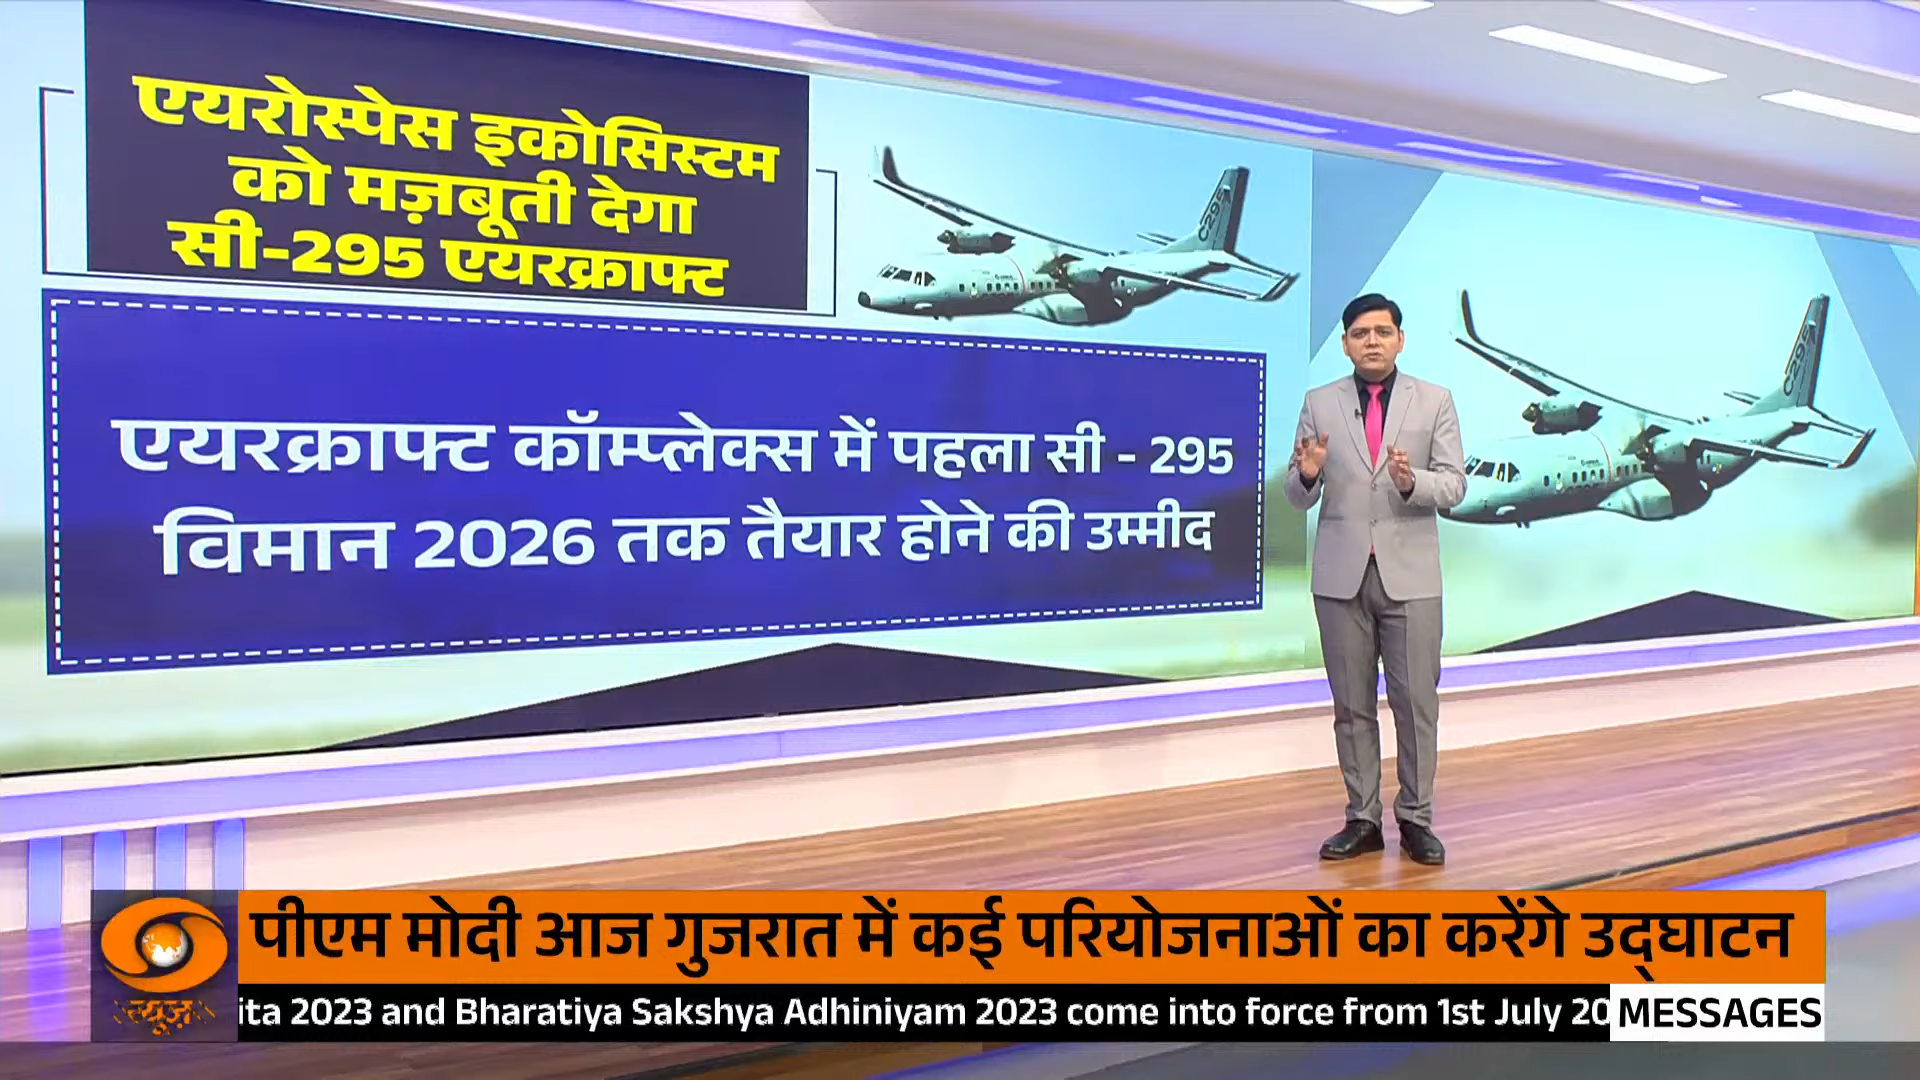 एयरोस्पेस इकोसिस्टम
को मज़बूती देगा
सी-295 एयरक्राफ्ट
C295
C295
एयरक्राफ्ट कॉम्प्लेक्स में पहला सी - 295
विमान 2026 तक तैयार होने की उम्मीद
पीएम मोदी आज गुजरात में कई परियोजनाओं का करेंगे उद्घाटन
न्यूज़
ita 2023 and Bharatiya Sakshya Adhiniyam 2023 come into force from 1st July 20
MESSAGES